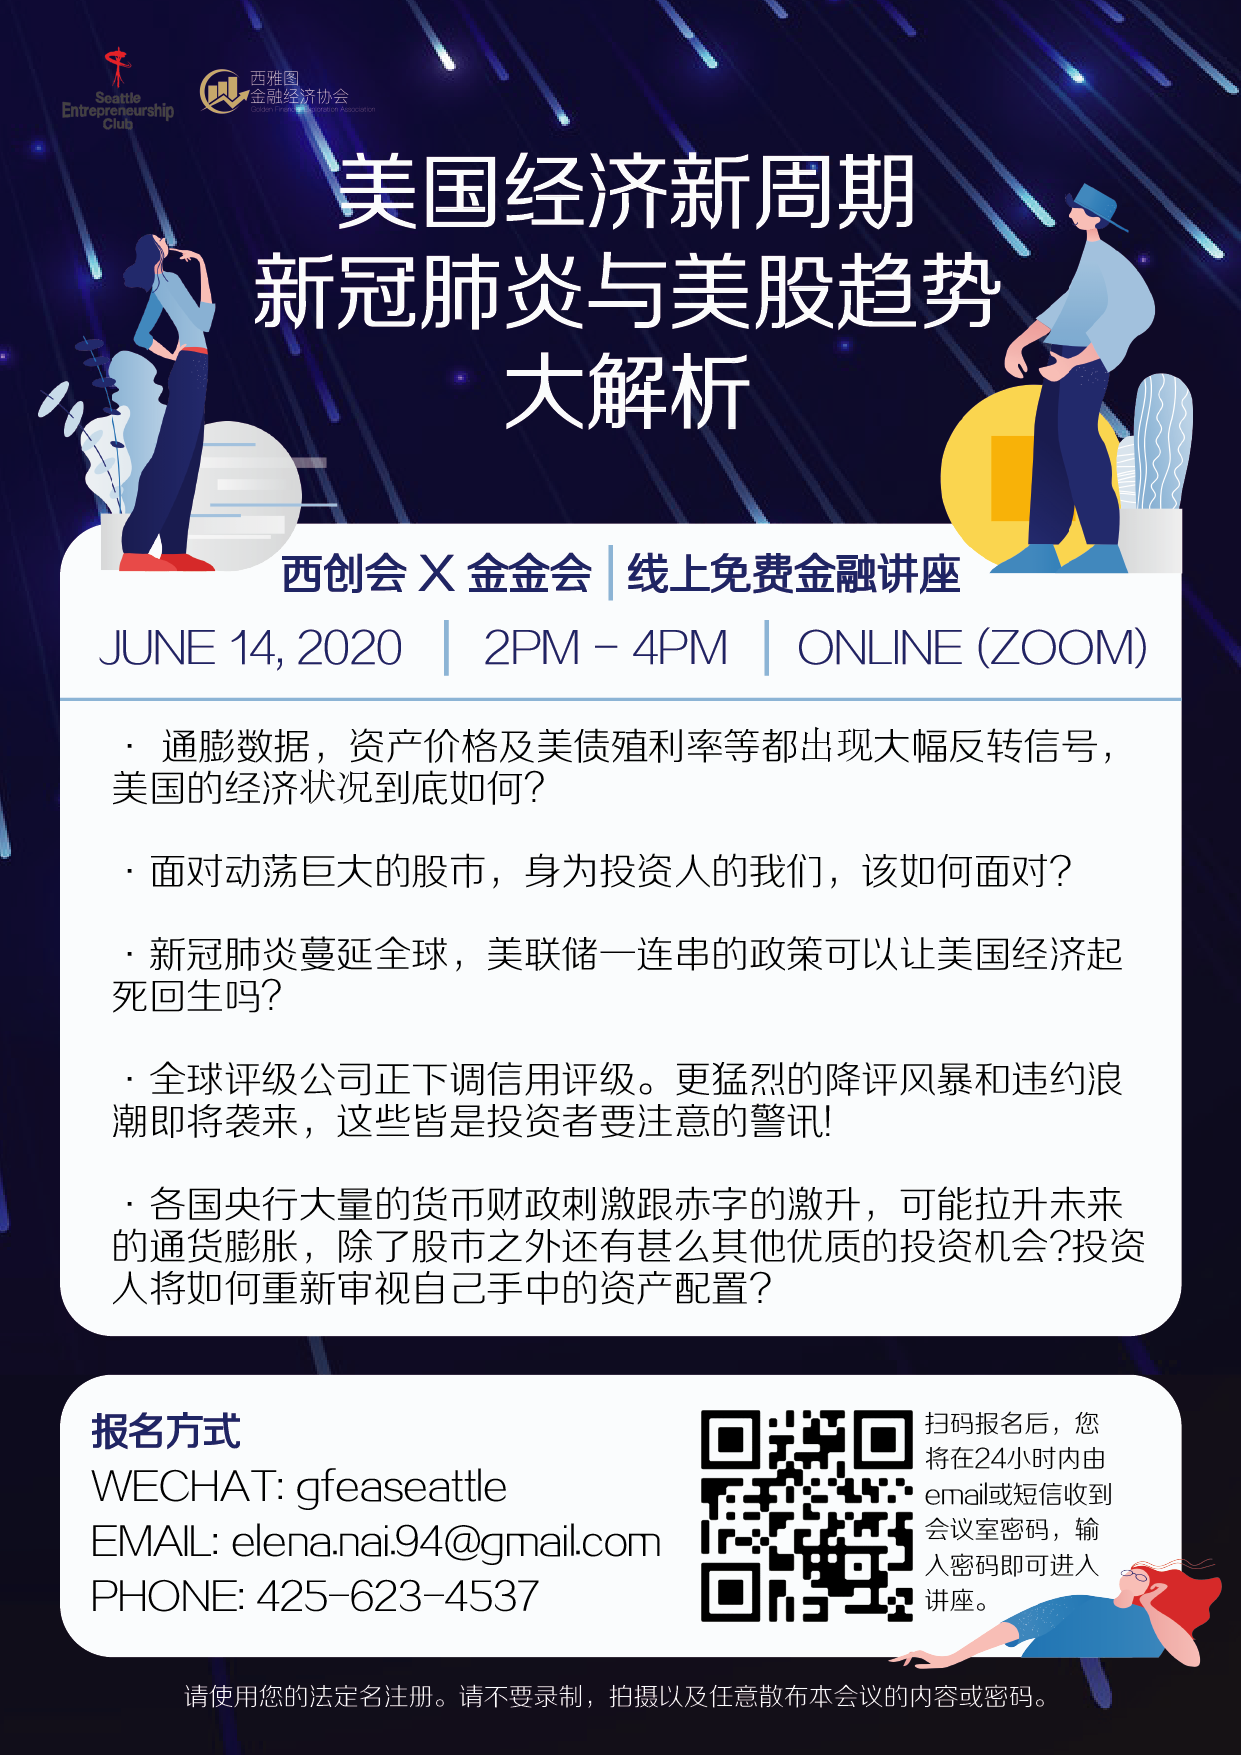 Seattle
Entrepreneurship
Club
西雅图
金融经济协会
美国经济新周期
新冠肺炎与美股趋势
大解析
西创会 X 金金会 | 线上免费金融讲座
JUNE 14, 2020 | 2PM - 4PM | ONLINE (ZOOM)
· 通膨数据，资产价格及美债殖利率等都出现大幅反转信号，
美国的经济状况到底如何？
· 面对动荡巨大的股市，身为投资人的我们，该如何面对？
· 新冠肺炎蔓延全球，美联储一连串的政策可以让美国经济起
死回生吗？
· 全球评级公司正下调信用评级。更猛烈的降评风暴和违约浪
潮即将袭来，这些皆是投资者要注意的警讯！
· 各国央行大量的货币财政刺激跟赤字的激升，可能拉升未来
的通货膨胀，除了股市之外还有甚么其他优质的投资机会？投资
人将如何重新审视自己手中的资产配置？
报名方式
WECHAT: gfeaseattle
EMAIL: elena.nai.94@gmail.com
PHONE: 425-623-4537
扫码报名后，您
将在24小时内由
email或短信收到
会议室密码，输
入密码即可进入
讲座。
请使用您的法定名注册。请不要录制，拍摄以及任意散布本会议的内容或密码。